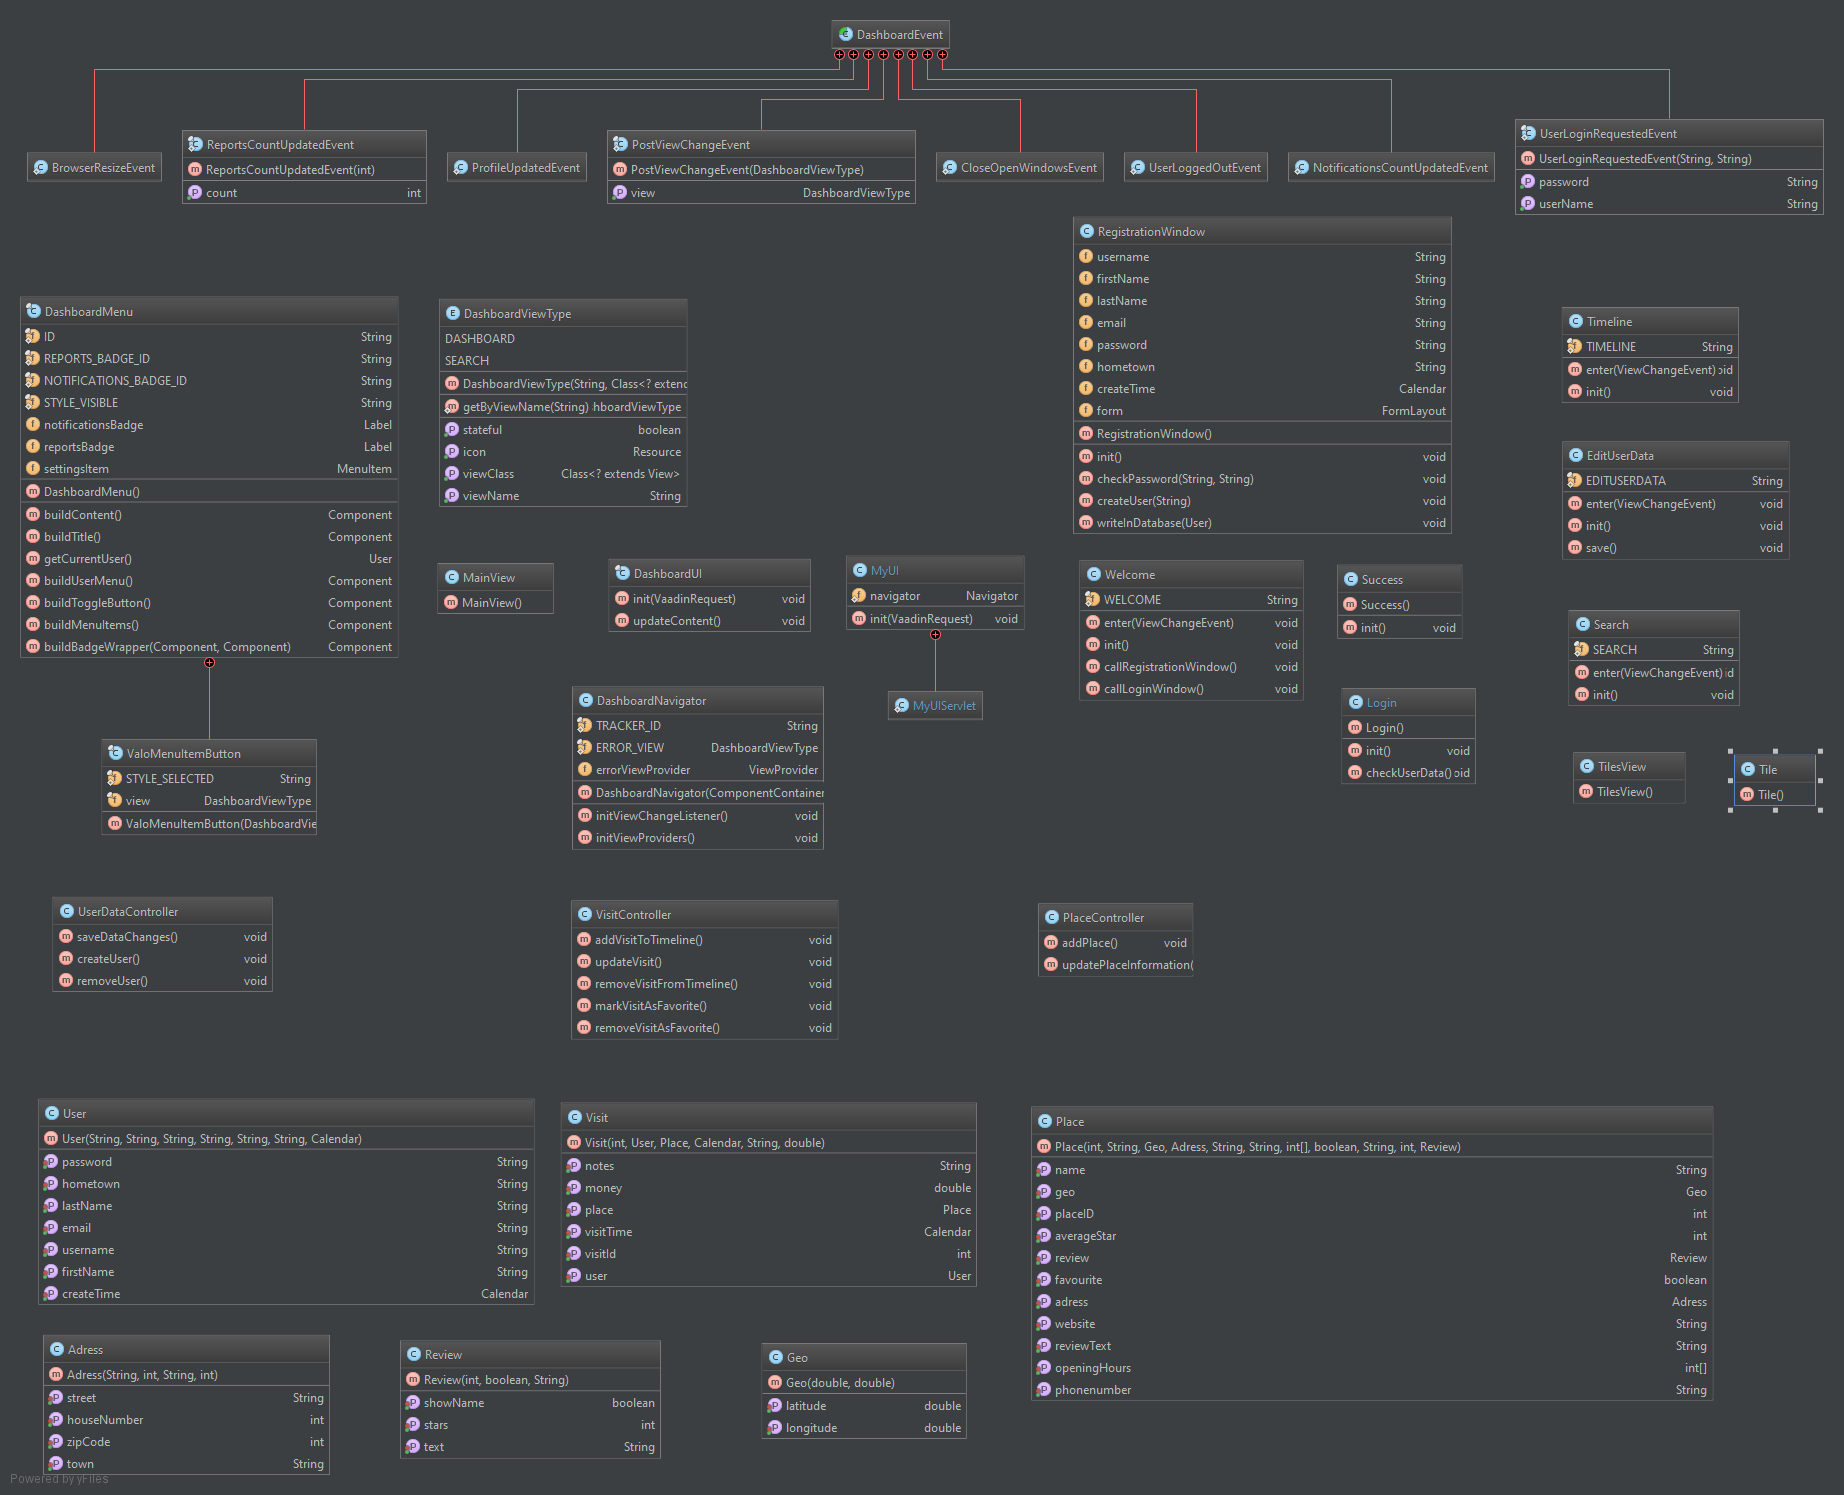 DashboardEvent
BrowserResizeEvent
ReportsCountUpdatedEvent
ReportsCountUpdatedEvent(int)
count int
ProfileUpdatedEvent
PostViewChangeEvent
PostViewChangeEvent(DashboardViewType)
view DashboardViewType
CloseOpenWindowsEvent
UserLoggedOutEvent
NotificationsCountUpdatedEvent
UserLoginRequestedEvent
UserLoginRequestedEvent(String, String)
password String
userName String
RegistrationWindow
username String
firstName String
lastName String
email String
password String
hometown String
createTime Calendar
form FormLayout
RegistrationWindow()
init() void
checkPassword(String, String) void
createUser(String) void
writeInDatabase(User) void
DashboardMenu
ID String
REPORTS_BADGE_ID String
NOTIFICATIONS_BADGE_ID String
STYLE_VISIBLE String
notificationsBadge Label
reportsBadge Label
settingsItem MenuItem
DashboardMenu()
buildContent() Component
buildTitle() Component
getCurrentUser() User
buildUserMenu() Component
buildToggleButton() Component
buildMenuItems() Component
buildBadgeWrapper(Component, Component) Component
DashboardViewType
DASHBOARD
SEARCH
DashboardViewType(String, Class<? extend
getByViewName(String) hboardViewType
stateful boolean
icon Resource
viewClass Class<? extends View>
viewName String
Timeline
TIMELINE String
enter(ViewChangeEvent) oid
init() void
EditUserData
EDITUSERDATA String
enter(ViewChangeEvent) void
init() void
save() void
MainView
MainView()
DashboardUI
init(VaadinRequest) void
updateContent() void
MyUI
navigator Navigator
init(VaadinRequest) void
MyUIServlet
Welcome
WELCOME String
enter(ViewChangeEvent) void
init() void
callRegistrationWindow() void
callLoginWindow() void
Success
Success()
init() void
Search
SEARCH String
enter(ViewChangeEvent) id
init() void
Login
Login()
init() void
checkUserData() oid
DashboardNavigator
TRACKER_ID String
ERROR_VIEW DashboardViewType
errorViewProvider ViewProvider
DashboardNavigator(ComponentContainer
initViewChangeListener() void
initViewProviders() void
ValoMenuItemButton
STYLE_SELECTED String
view DashboardViewType
ValoMenuItemButton(DashboardVie
TilesView
TilesView()
Tile
Tile()
UserDataController
saveDataChanges() void
createUser() void
removeUser() void
VisitController
addVisitToTimeline() void
updateVisit() void
removeVisitFromTimeline() void
markVisitAsFavorite() void
removeVisitAsFavorite() void
PlaceController
addPlace() void
updatePlaceInformation(
User
User(String, String, String, String, String, String, Calendar)
password String
hometown String
lastName String
email String
username String
firstName String
createTime Calendar
Visit
Visit(int, User, Place, Calendar, String, double)
notes String
money double
place Place
visitTime Calendar
visitId int
user User
Place
Place(int, String, Geo, Adress, String, String, int[], boolean, String, int, Review)
name String
geo Geo
placeID int
averageStar int
review Review
favourite boolean
adress Adress
website String
reviewText String
openingHours int[]
phonenumber String
Adress
Adress(String, int, String, int)
street String
houseNumber int
zipCode int
town String
Review
Review(int, boolean, String)
showName boolean
stars int
text String
Geo
Geo(double, double)
latitude double
longitude double
Powered by yFiles